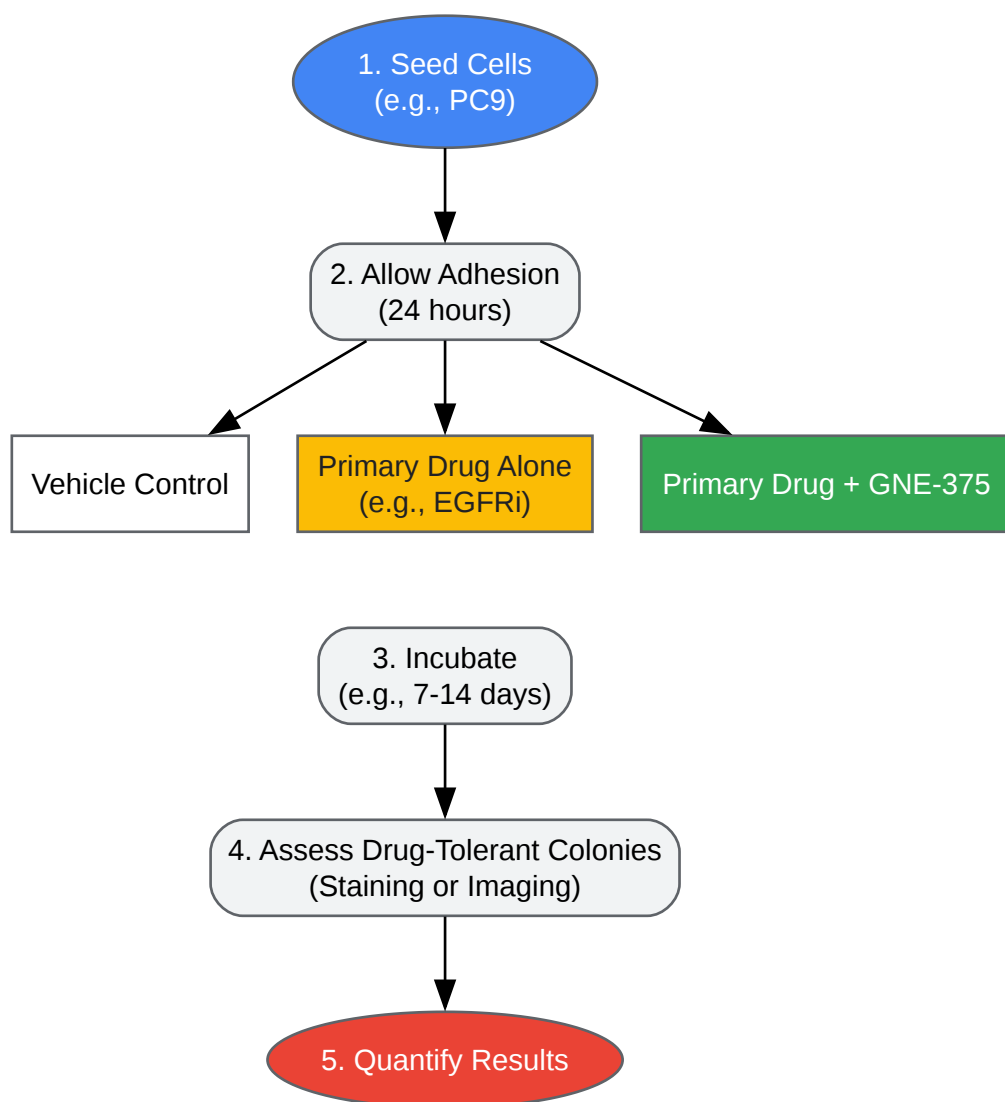 1. Seed Cells
(e.g., PC9)
2. Allow Adhesion
(24 hours)
Vehicle Control
Primary Drug Alone
(e.g., EGFRi)
Primary Drug + GNE-375
3. Incubate
(e.g., 7-14 days)
4. Assess Drug-Tolerant Colonies
(Staining or Imaging)
5. Quantify Results